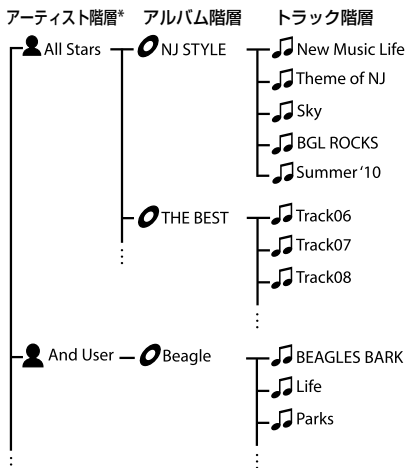 アーティスト階層* アルバム階層 トラック階層
All Stars NJ STYLE New Music Life
Theme of NJ
Sky
BGL ROCKS
Summer '10
THE BEST Track06
Track07
Track08
And User Beagle BEAGLES BARK
Life
Parks